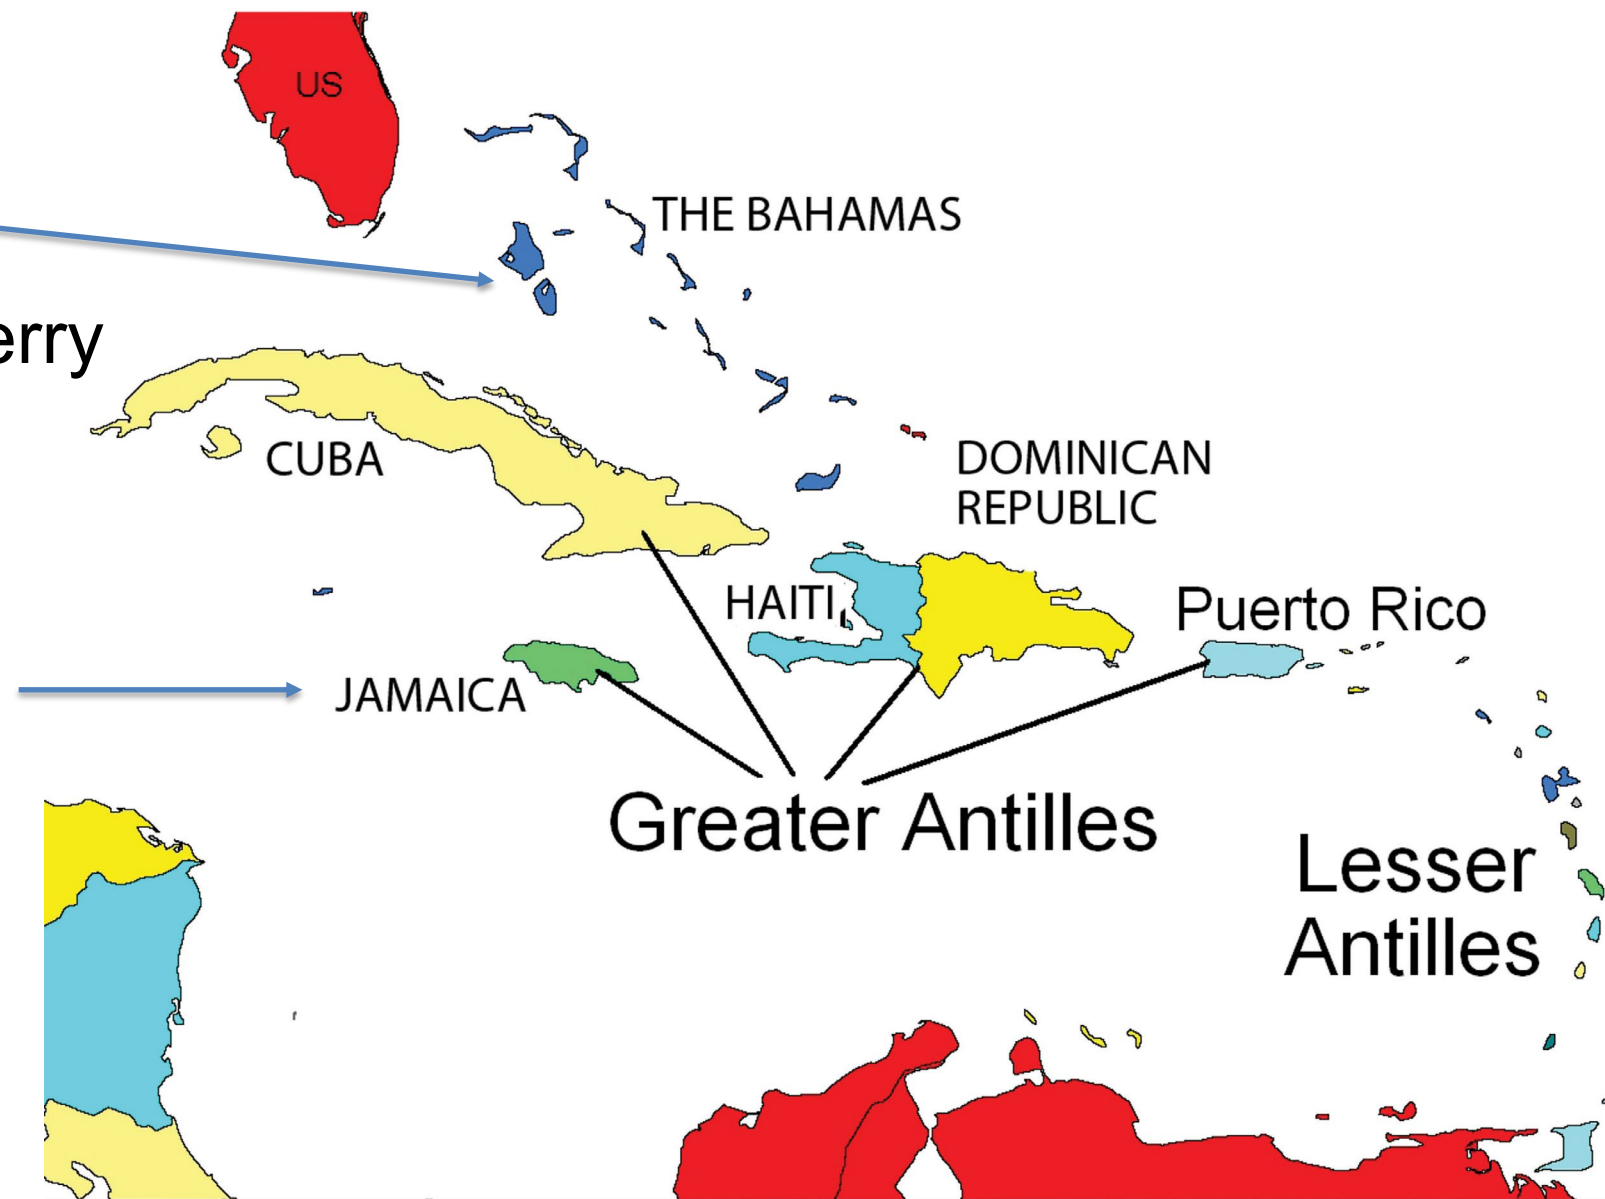 US
THE BAHAMAS
erry
CUBA
DOMINICAN
REPUBLIC
HAITI
Puerto Rico
JAMAICA
Greater Antilles
Lesser
Antilles